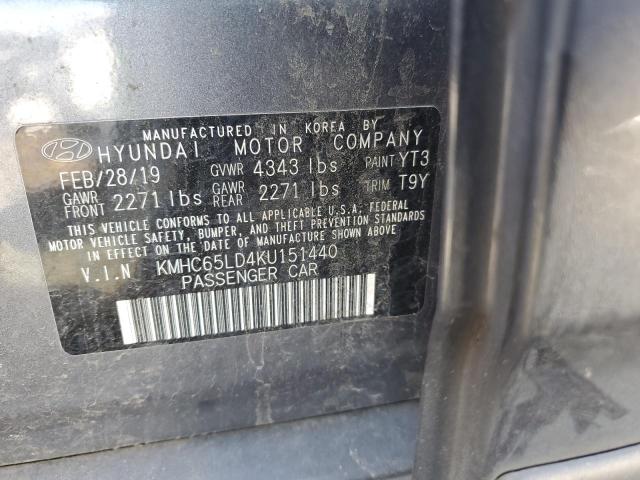 MANUFACTURED IN KOREA BY
HYUNDAI MOTOR COMPANY
FEB/28/19 GVWR 4343 lbs PAINT YT3
GAWR FRONT 2271 lbs GAWR REAR 2271 lbs TRIM T9Y
THIS VEHICLE CONFORMS TO ALL APPLICABLE U.S.A. FEDERAL
MOTOR VEHICLE SAFETY, BUMPER, AND THEFT PREVENTION STANDARDS
IN EFFECT ON THE DATE OF MANUFACTURE SHOWN ABOVE.
V.I.N KMHC65LD4KU151440
PASSENGER CAR